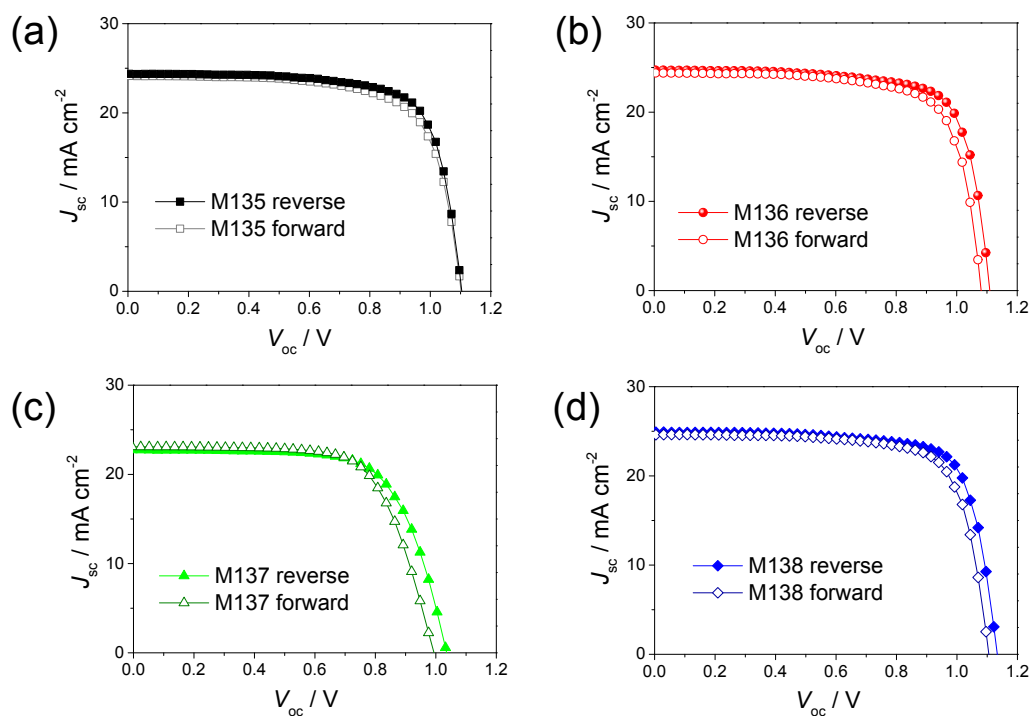 (a)
30
20
10
0
J_sc / mA cm⁻²
M135 reverse
M135 forward
0.0 0.2 0.4 0.6 0.8 1.0 1.2
V_oc / V
(b)
30
20
10
0
J_sc / mA cm⁻²
M136 reverse
M136 forward
0.0 0.2 0.4 0.6 0.8 1.0 1.2
V_oc / V
(c)
30
20
10
0
J_sc / mA cm⁻²
M137 reverse
M137 forward
0.0 0.2 0.4 0.6 0.8 1.0 1.2
V_oc / V
(d)
30
20
10
0
J_sc / mA cm⁻²
M138 reverse
M138 forward
0.0 0.2 0.4 0.6 0.8 1.0 1.2
V_oc / V